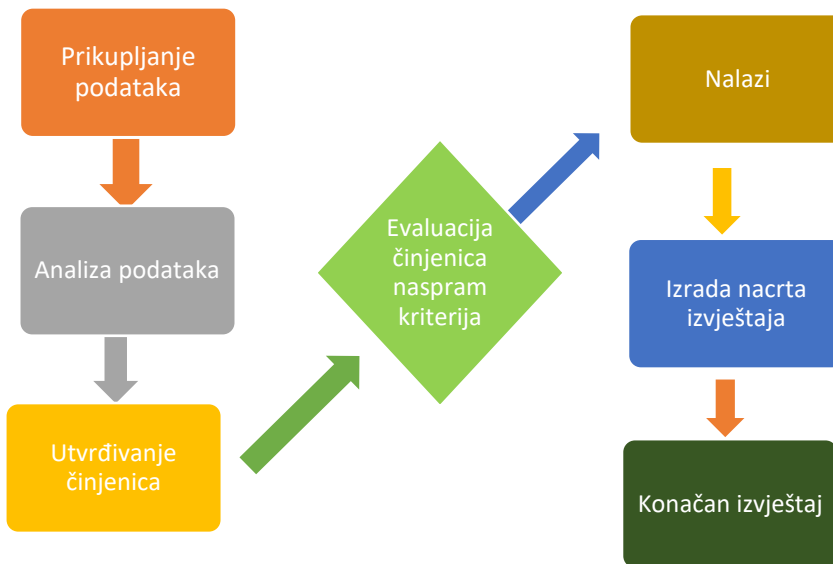 Prikupljanje
podataka
Analiza podataka
Utvrđivanje
činjenica
Evaluacija
činjenica
naspram
kriterija
Nalazi
Izrada nacrta
izvještaja
Konačan izvještaj